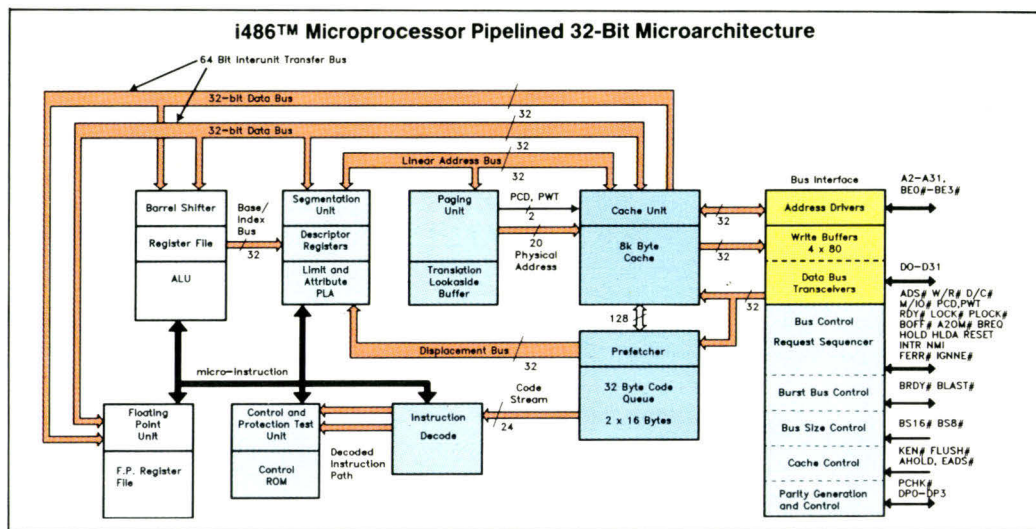 i486™ Microprocessor Pipelined 32-Bit Microarchitecture
64 Bit Interunit Transfer Bus
32-bit Data Bus
32
32-bit Data Bus
32
32
Linear Address Bus
32
Barrel Shifter
Register File
ALU
Base/
Index
Bus
32
Segmentation
Unit
Descriptor
Registers
Limit and
Attribute
PLA
Paging
Unit
Translation
Lookaside
Buffer
PCD, PWT
2
20
Physical
Address
Cache Unit
8k Byte
Cache
32
32
32
128
Bus Interface
Address Drivers
Write Buffers
4 x 80
Data Bus
Transceivers
Bus Control
Request Sequencer
Burst Bus Control
Bus Size Control
Cache Control
Parity Generation
and Control
A2-A31,
BE0#-BE3#
D0-D31
ADS# W/R# D/C#
M/IO# PCD,PWT
RDY# LOCK# PLOCK#
BOFF# A20M# BREQ
HOLD HLDA RESET
INTR NMI
FERR# IGNNE#
BRDY# BLAST#
BS16# BS8#
KEN# FLUSH#
AHOLD, EADS#
PCHK#
DP0-DP3
Displacement Bus
32
Prefetcher
32 Byte Code
Queue
2 x 16 Bytes
micro-instruction
Code
Stream
24
Floating
Point
Unit
F.P. Register
File
Control and
Protection Test
Unit
Control
ROM
Decoded
Instruction
Path
Instruction
Decode